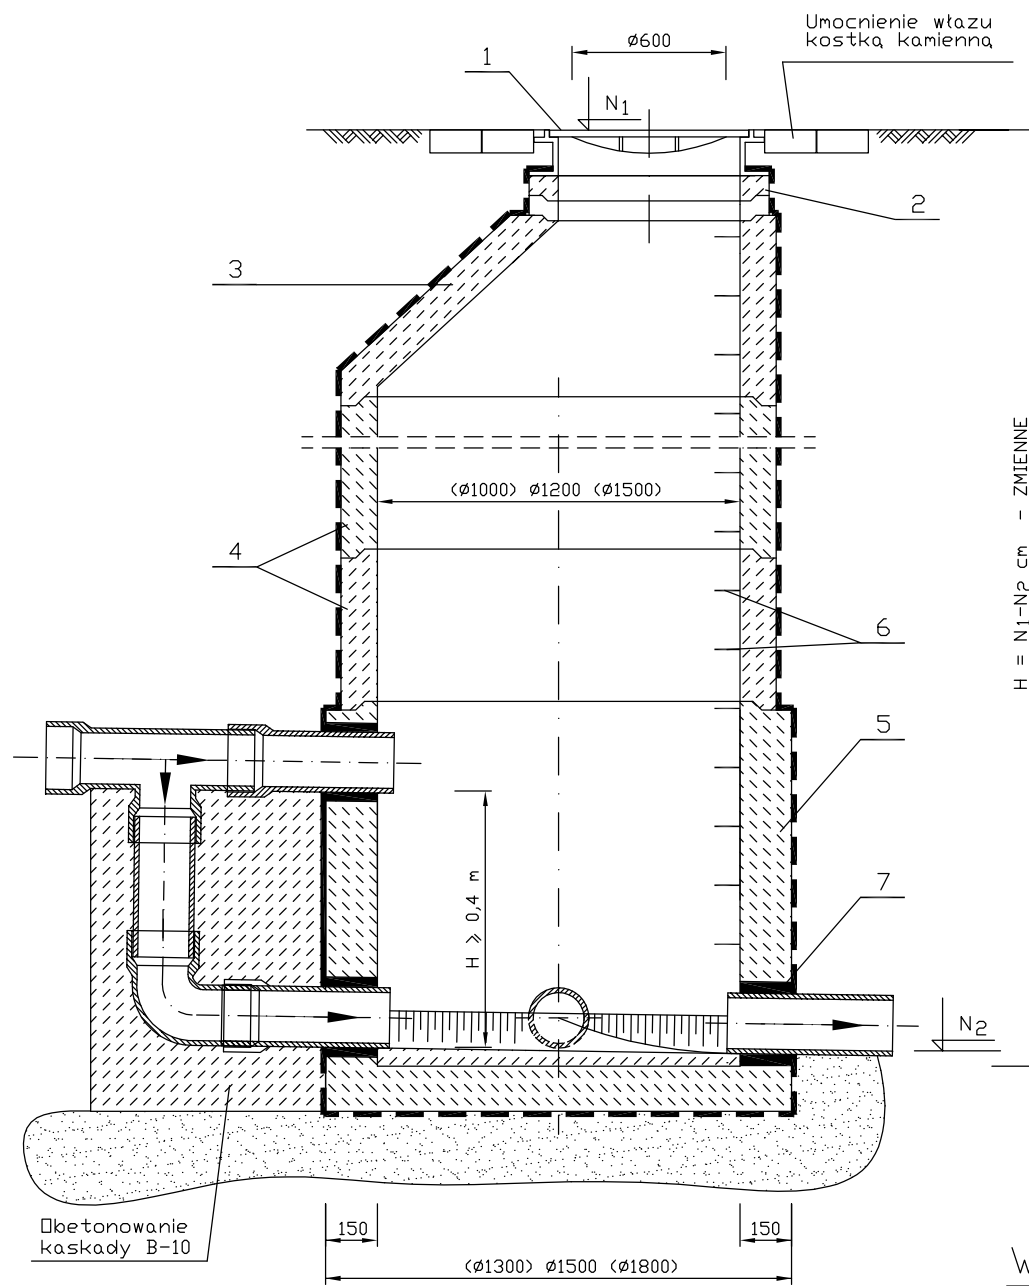 Umocnienie włazu
kostką kamienną
ø600
1
N1
2
3
(ø1000) ø1200 (ø1500)
H = N1-N2 cm - ZMIENNE
4
6
5
7
H ⩾ 0,4 m
N2
Obetonowanie
kaskady B-10
150
150
(ø1300) ø1500 (ø1800)